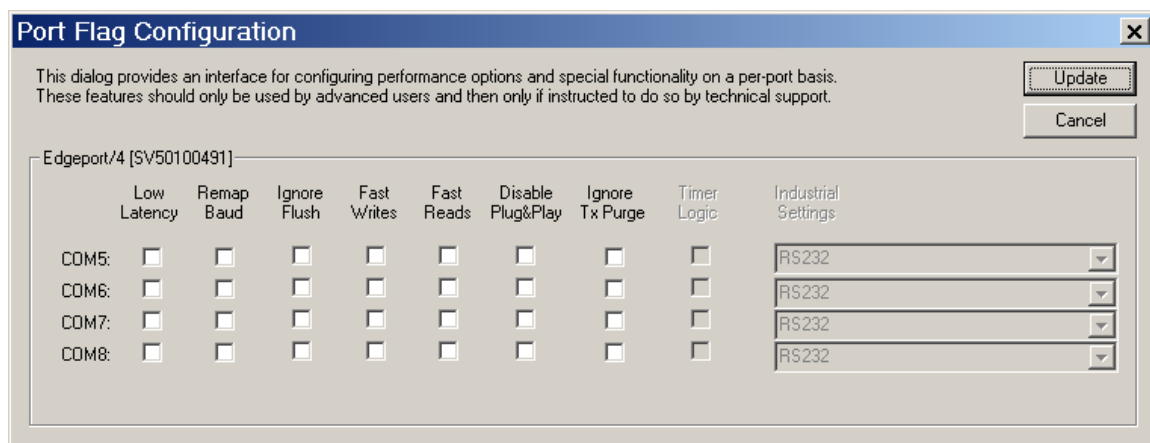 Port Flag Configuration
This dialog provides an interface for configuring performance options and special functionality on a per-port basis.
These features should only be used by advanced users and then only if instructed to do so by technical support.
Update
Cancel
Edgeport/4 [SV50100491]
Low Remap Ignore Fast Fast Disable Ignore Timer Industrial
Latency Baud Flush Writes Reads Plug&Play Tx Purge Logic Settings
COM5: RS232
COM6: RS232
COM7: RS232
COM8: RS232